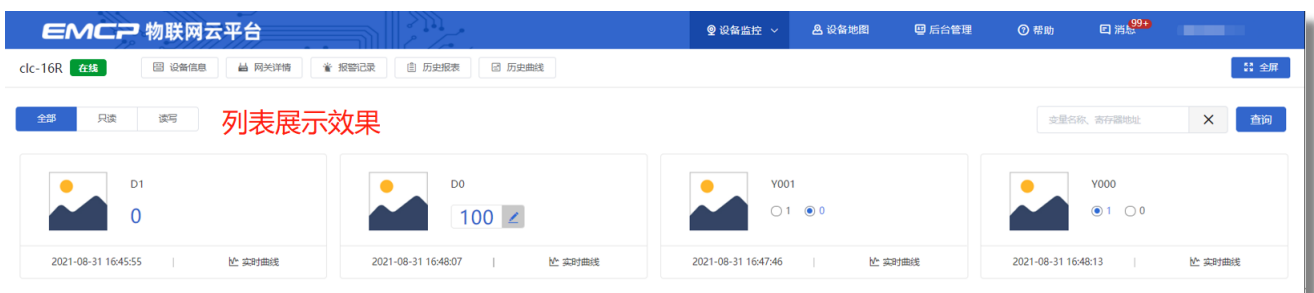 EMCP 物联网云平台 设备监控 设备地图 后台管理 帮助 消息 99+
clc-16R 在线 设备信息 网关详情 报警记录 历史报表 历史曲线 全屏
全部 只读 读写 列表展示效果 变量名称、寄存器地址 查询
D1 D0 Y001 Y000
0 100 1 0 1 0
2021-08-31 16:45:55 | 实时曲线 2021-08-31 16:48:07 | 实时曲线 2021-08-31 16:47:46 | 实时曲线 2021-08-31 16:48:13 | 实时曲线